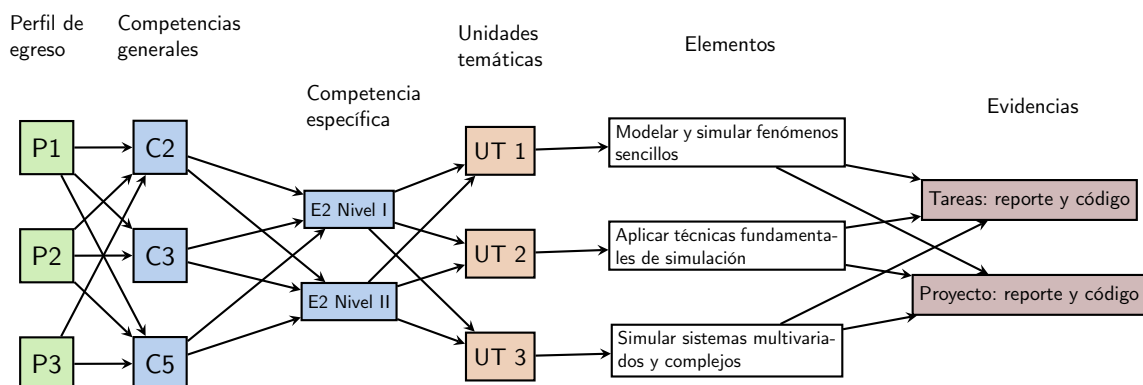 Perfil de
egreso
Competencias
generales
Competencia
específica
Unidades
temáticas
Elementos
Evidencias
P1
P2
P3
C2
C3
C5
E2 Nivel I
E2 Nivel II
UT 1
UT 2
UT 3
Modelar y simular fenómenos
sencillos
Aplicar técnicas fundamenta-
les de simulación
Simular sistemas multivaria-
dos y complejos
Tareas: reporte y código
Proyecto: reporte y código